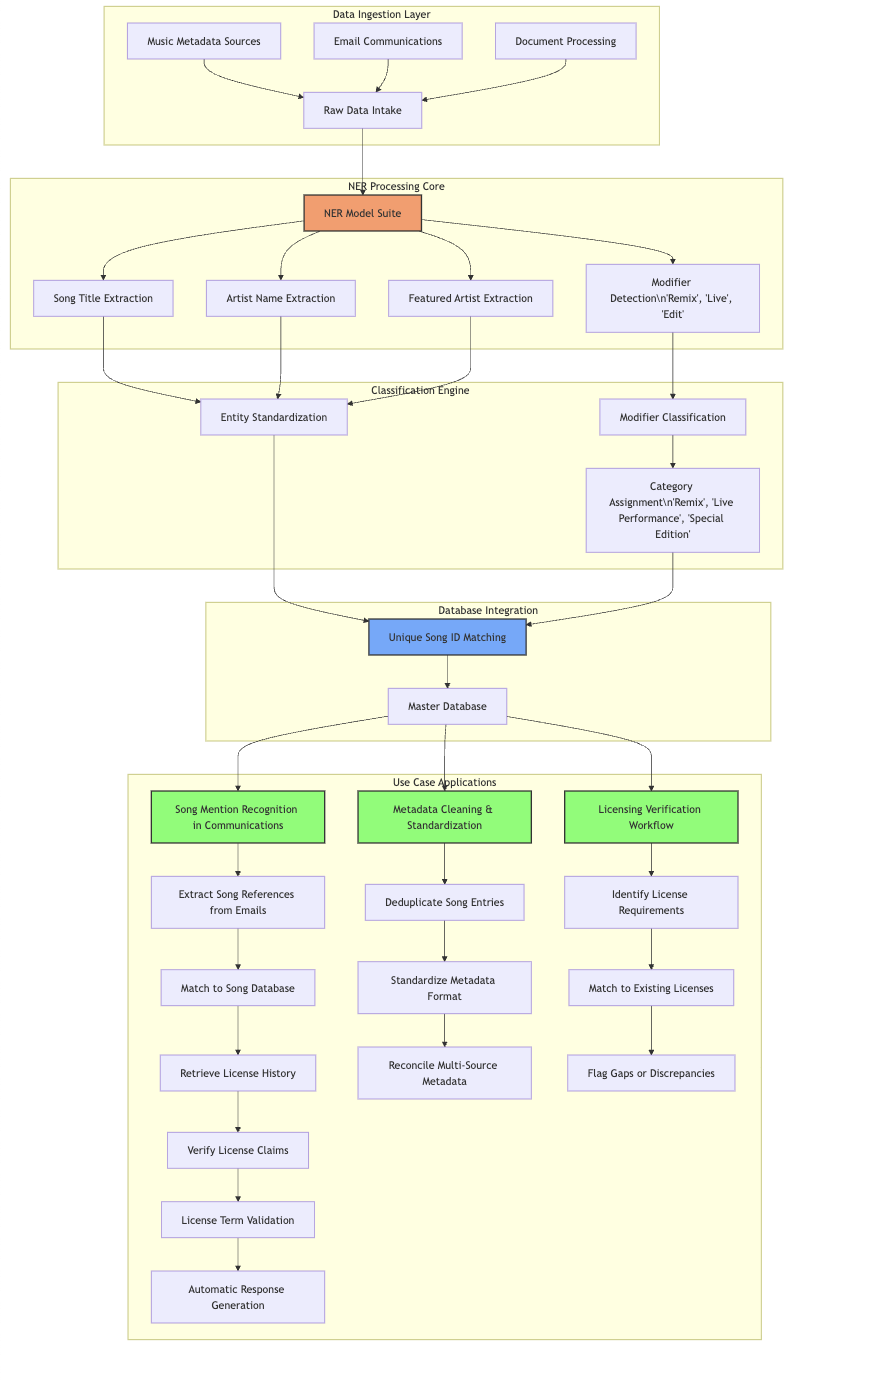 Data Ingestion Layer
Music Metadata Sources
Email Communications
Document Processing
Raw Data Intake
NER Processing Core
NER Model Suite
Song Title Extraction
Artist Name Extraction
Featured Artist Extraction
Modifier
Detection\n'Remix', 'Live',
'Edit'
Classification Engine
Entity Standardization
Modifier Classification
Category
Assignment\n'Remix', 'Live
Performance', 'Special
Edition'
Database Integration
Unique Song ID Matching
Master Database
Use Case Applications
Song Mention Recognition
in Communications
Metadata Cleaning &
Standardization
Licensing Verification
Workflow
Extract Song References
from Emails
Deduplicate Song Entries
Identify License
Requirements
Match to Song Database
Standardize Metadata
Format
Match to Existing Licenses
Retrieve License History
Reconcile Multi-Source
Metadata
Flag Gaps or Discrepancies
Verify License Claims
License Term Validation
Automatic Response
Generation